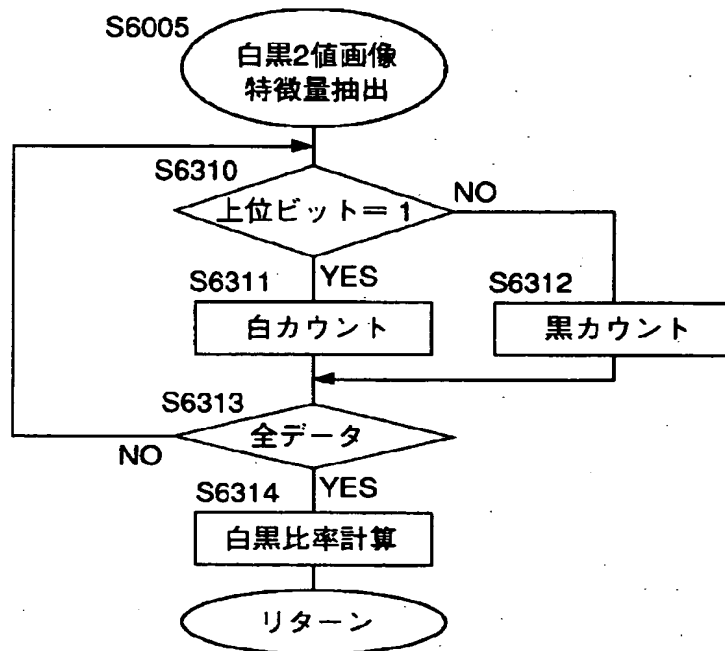 S6005
白黒2値画像
特徴量抽出
S6310
上位ビット＝1
NO
S6311
YES
S6312
白カウント
黒カウント
S6313
全データ
NO
S6314
YES
白黒比率計算
リターン